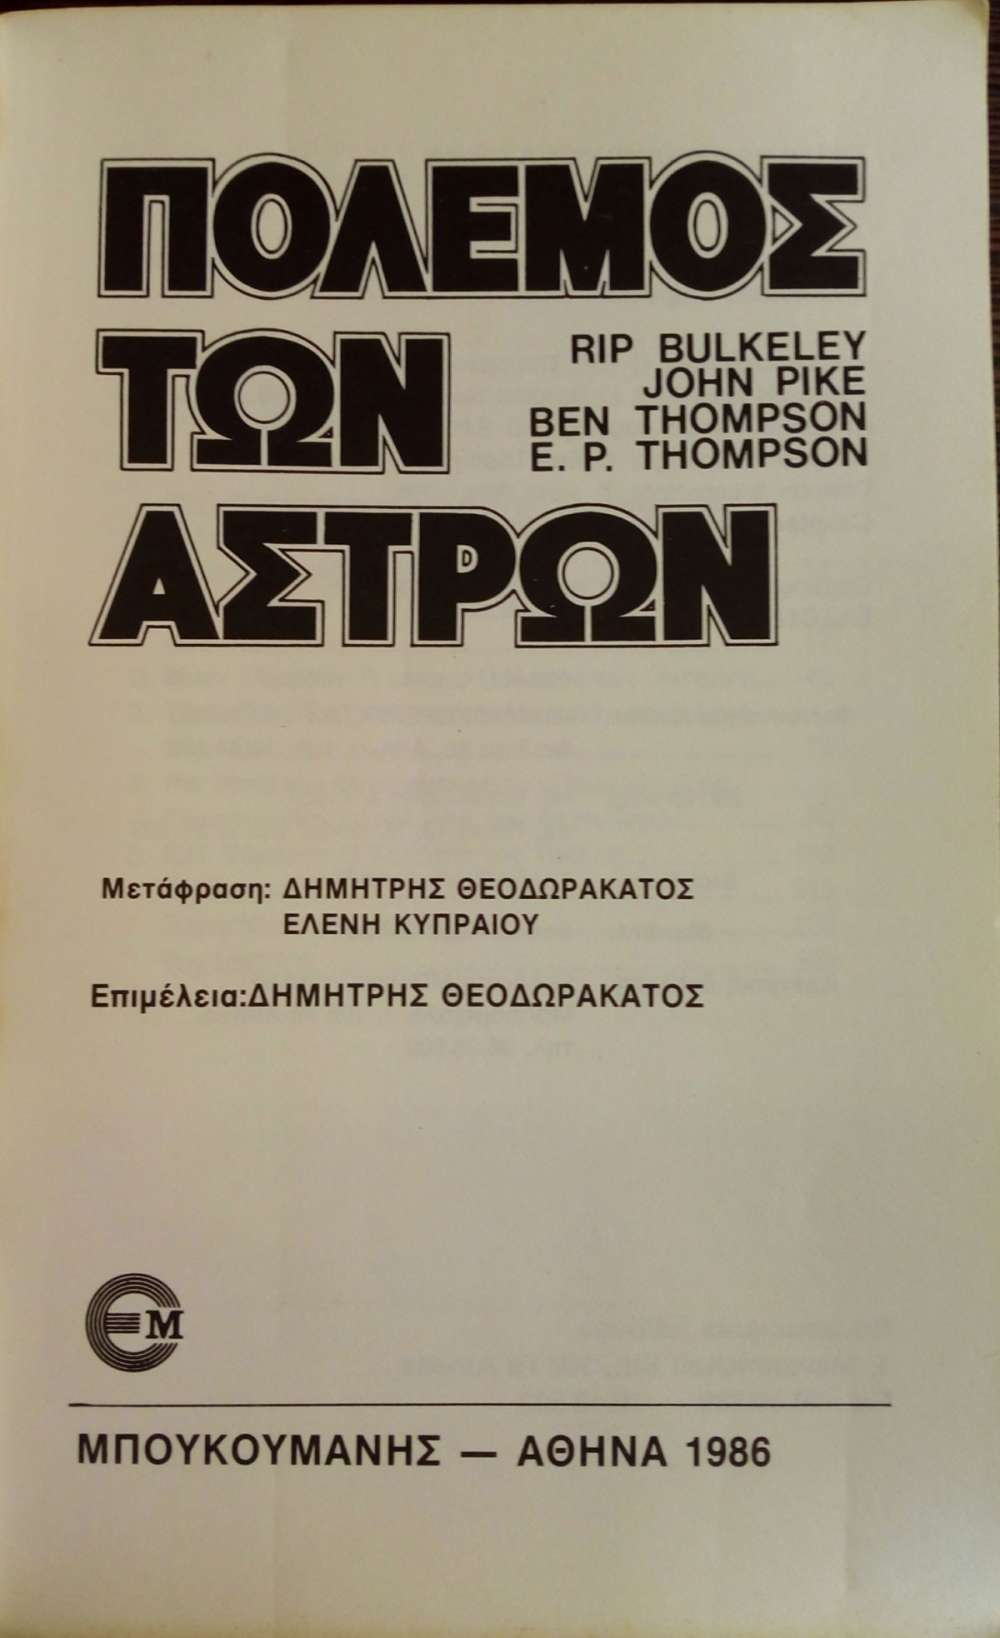 ΠΟΛΕΜΟΣ
ΤΩΝ
ΑΣΤΡΩΝ
RIP BULKELEY
JOHN PIKE
BEN THOMPSON
E. P. THOMPSON
Μετάφραση: ΔΗΜΗΤΡΗΣ ΘΕΟΔΩΡΑΚΑΤΟΣ
ΕΛΕΝΗ ΚΥΠΡΑΙΟΥ
Επιμέλεια:ΔΗΜΗΤΡΗΣ ΘΕΟΔΩΡΑΚΑΤΟΣ
ΕΜ
ΜΠΟΥΚΟΥΜΑΝΗΣ — ΑΘΗΝΑ 1986